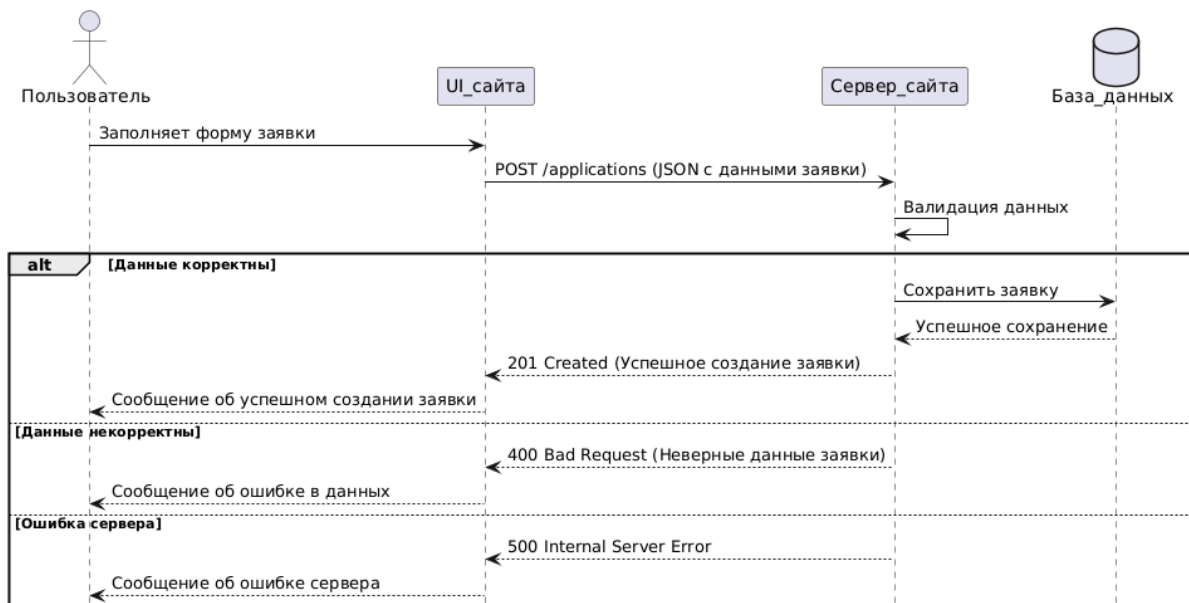 Пользователь
UI_сайта
Сервер_сайта
База_данных
Заполняет форму заявки
POST /applications (JSON с данными заявки)
Валидация данных
alt [Данные корректны]
Сохранить заявку
Успешное сохранение
201 Created (Успешное создание заявки)
Сообщение об успешном создании заявки
[Данные некорректны]
400 Bad Request (Неверные данные заявки)
Сообщение об ошибке в данных
[Ошибка сервера]
500 Internal Server Error
Сообщение об ошибке сервера